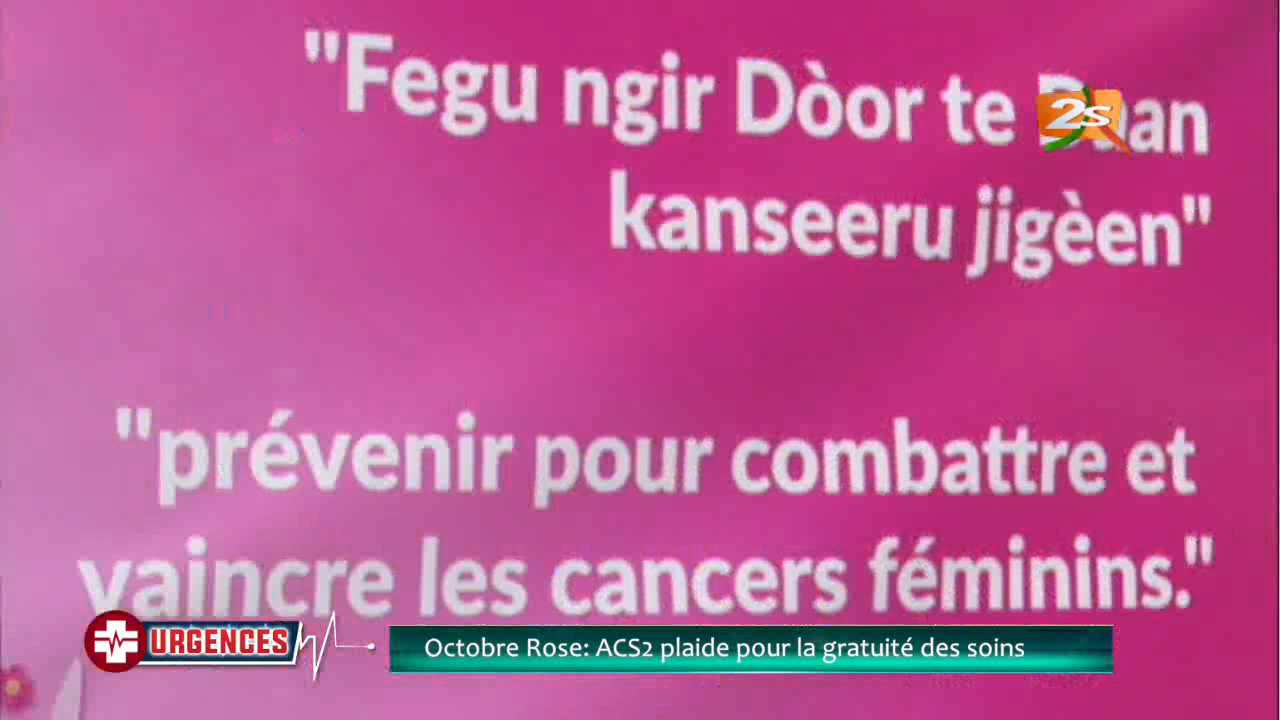 "Fegu ngir Dòor te Daan
kanseeru jigèen"
"prévenir pour combattre et
vaincre les cancers féminins."
2s
URGENCES
Octobre Rose: ACS2 plaide pour la gratuité des soins